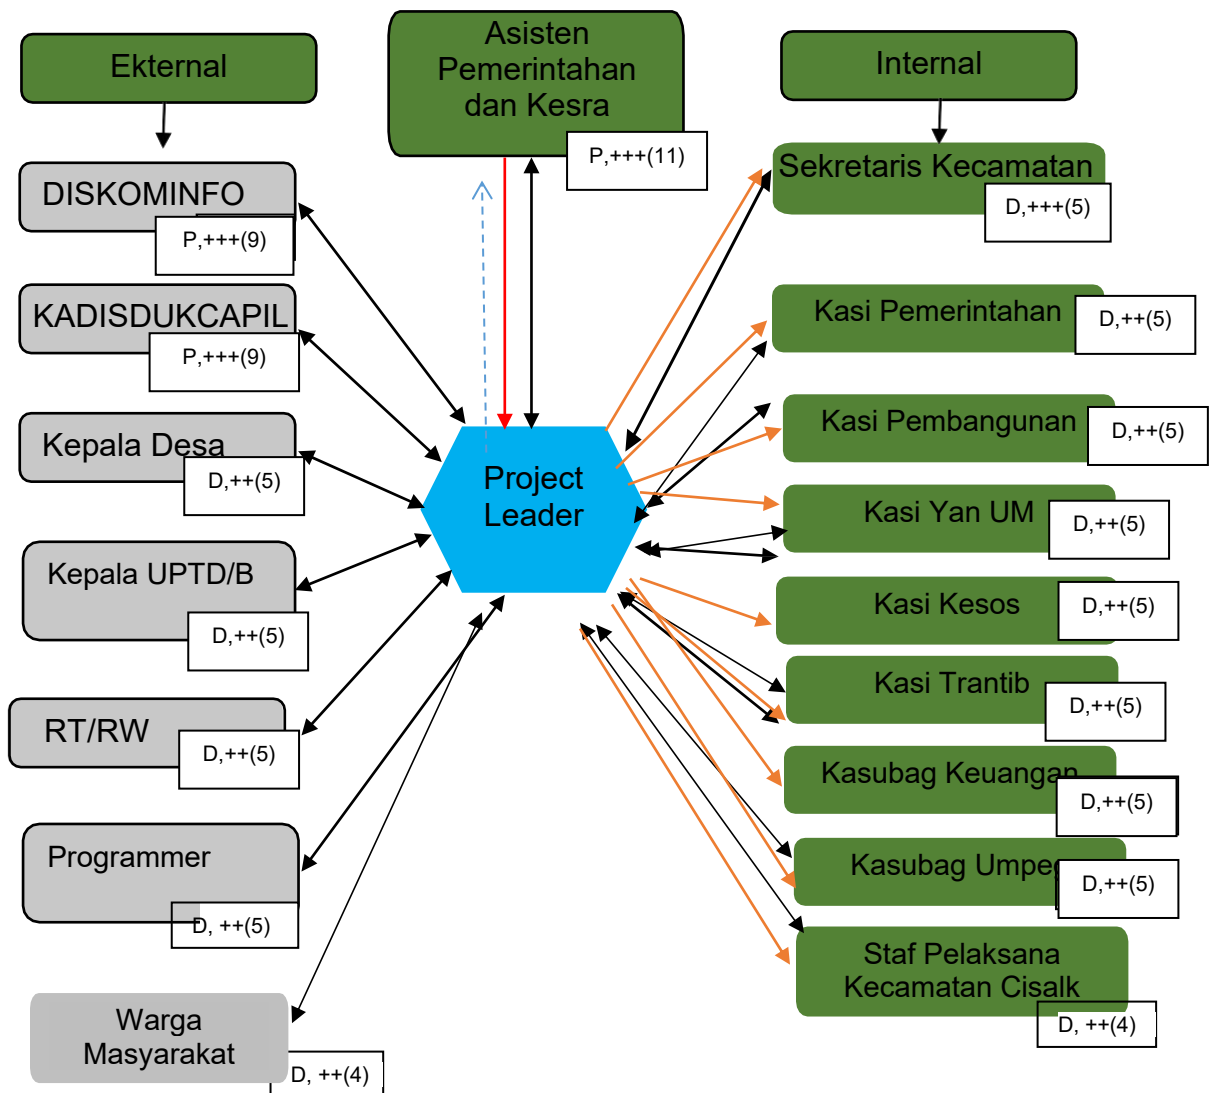 Ekternal
Asisten
Pemerintahan
dan Kesra
P,+++(11)
Internal
DISKOMINFO
P,+++(9)
KADISDUKCAPIL
P,+++(9)
Kepala Desa
D,++(5)
Kepala UPTD/B
D,++(5)
RT/RW
D,++(5)
Programmer
D, ++(5)
Warga
Masyarakat
D, ++(4)
Project
Leader
Sekretaris Kecamatan
D,+++(5)
Kasi Pemerintahan
D,++(5)
Kasi Pembangunan
D,++(5)
Kasi Yan UM
D,++(5)
Kasi Kesos
D,++(5)
Kasi Trantib
D,++(5)
Kasubag Keuangan
D,++(5)
Kasubag Umpeg
D,++(5)
Staf Pelaksana
Kecamatan Cisalk
D, ++(4)